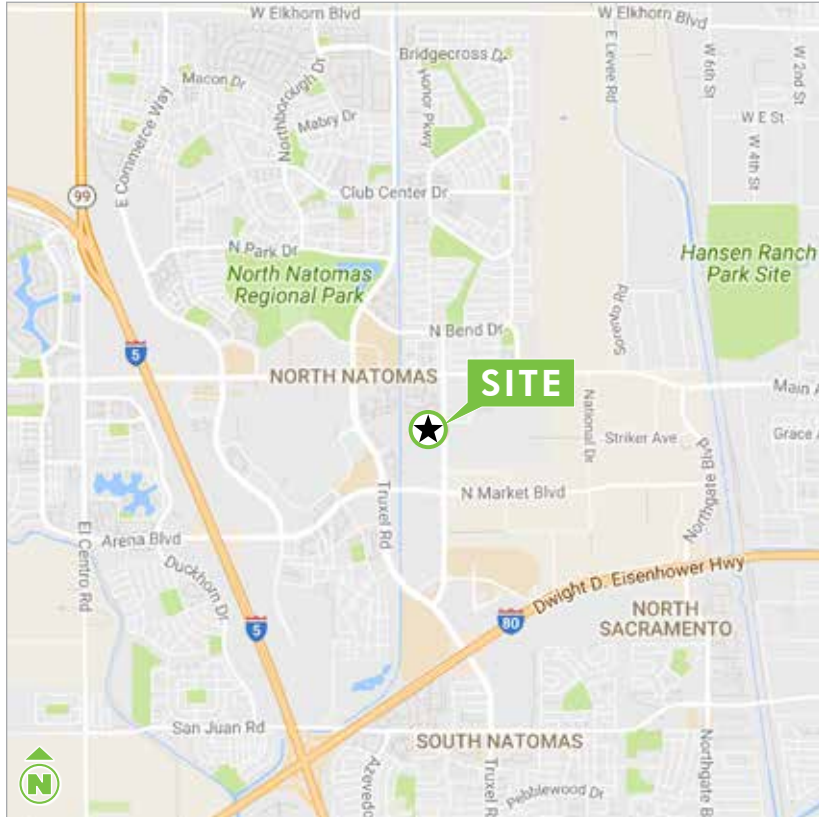 W Elkhorn Blvd
W Elkhorn Blvd
Bridgecross Dr
E Levee Rd
W 6th St
W 2nd St
Macon Dr
Northborough Dr
Honor Pkwy
E Commerce Way
Mabry Dr
W E St
W 4th St
99
Club Center Dr
N Park Dr
North Natomas
Regional Park
Hansen Ranch
Park Site
Sorento Rd
N Bend Dr
5
NORTH NATOMAS
SITE
Main A
National Dr
Striker Ave
Grace A
Northgate Blvd
N Market Blvd
Truxel Rd
El Centro Rd
Arena Blvd
Duckhorn Dr
Dwight D. Eisenhower Hwy
5
80
NORTH
SACRAMENTO
San Juan Rd
SOUTH NATOMAS
Azevedo
Truxel R
Pebblewood Dr
Northgate B
N